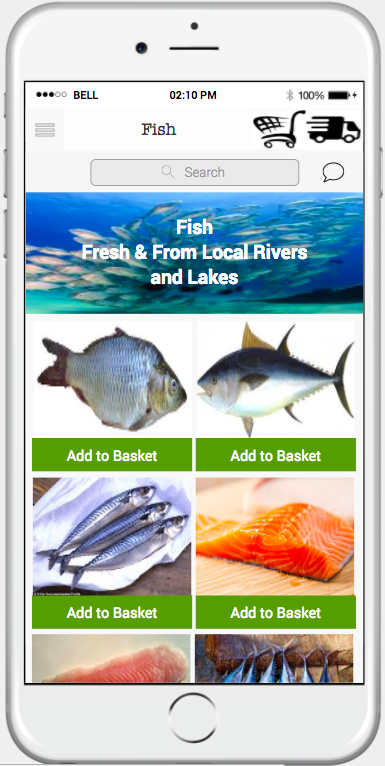 BELL
02:10 PM
100%
Fish
Search
Fish
Fresh & From Local Rivers
and Lakes
Add to Basket
Add to Basket
Add to Basket
Add to Basket